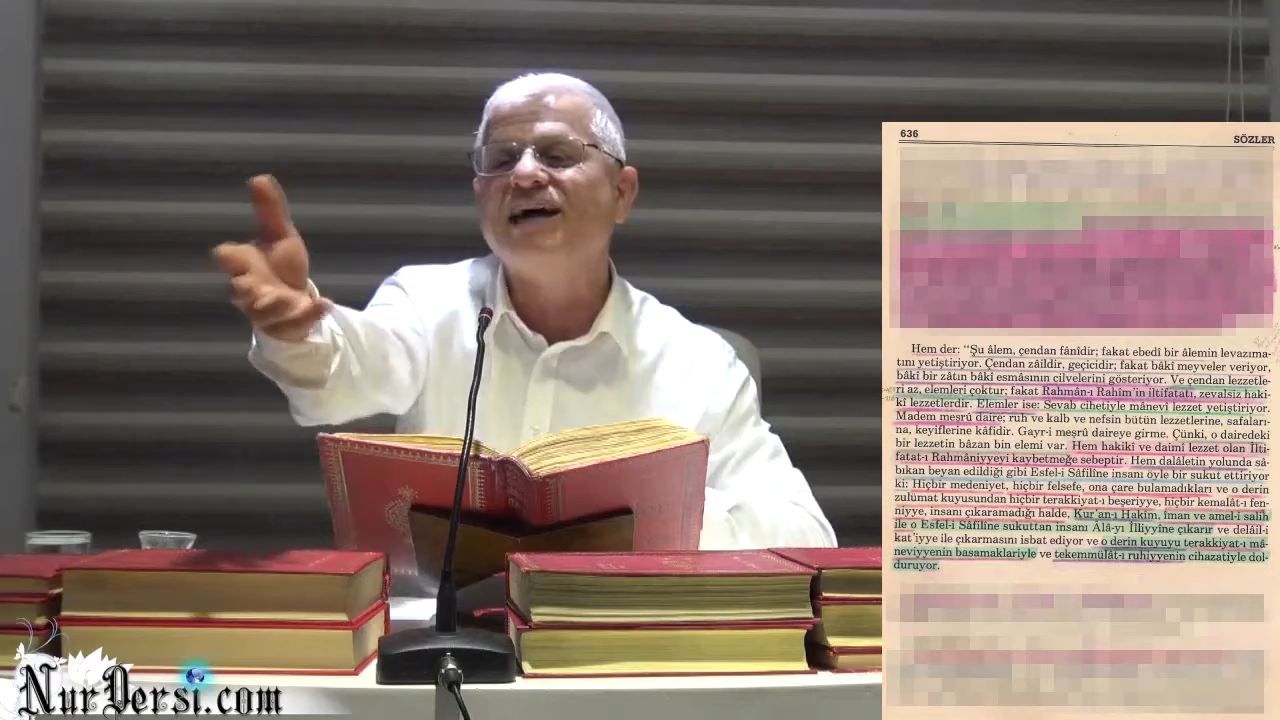 636
SÖZLER
Hem der: "Şu âlem, çendan fânîdir; fakat ebedî bir âlemin levazıma-
tını yetiştiriyor. Çendan zâildir, geçicidir; fakat bâki meyveler veriyor,
bâki bir zâtın bâki esmâsının cilvelerini gösteriyor. Ve çendan lezzetle-
ri az, elemleri çoktur; fakat Rahmân-ı Rahîm'in iltifatatı, zevalsiz haki-
kî lezzetlerdir. Elemler ise: Sevab cihetiyle mânevî lezzet yetiştiriyor.
Madem meşrû daire; ruh ve kalb ve nefsin bütün lezzetlerine, safaları-
na, keyiflerine kâfidir. Gayr-i meşrû daireye girme. Çünki, o dairedeki
bir lezzetin bâzan bin elemi var. Hem hakikî ve daimî lezzet olan İlti-
fatat-ı Rahmâniyyeyi kaybetmeğe sebeptir. Hem dalâletin yolunda sâ-
bıkan beyan edildiği gibi Esfel-i Sâfilîne insanı öyle bir sukut ettiriyor
ki: Hiçbir medeniyet, hiçbir felsefe, ona çare bulamadıkları ve o derin
zulümat kuyusundan hiçbir terakkiyat-ı beşeriye, hiçbir kemalât-ı fen-
niyye, insanı çıkaramadığı halde, Kur'an-ı Hakîm, iman ve amel-i salih
ile o Esfel-i Sâfilîne sukuttan insanı Âlâ-yı İlliyyîne çıkarır ve delâil-i
kat'iyye ile çıkarmasını isbat ediyor ve o derin kuyuyu terakkiyat-ı mâ-
neviyyenin basamaklariyle ve tekemmülât-ı ruhiyyenin cihazatiyle dol-
duruyor.
NurDersi.com